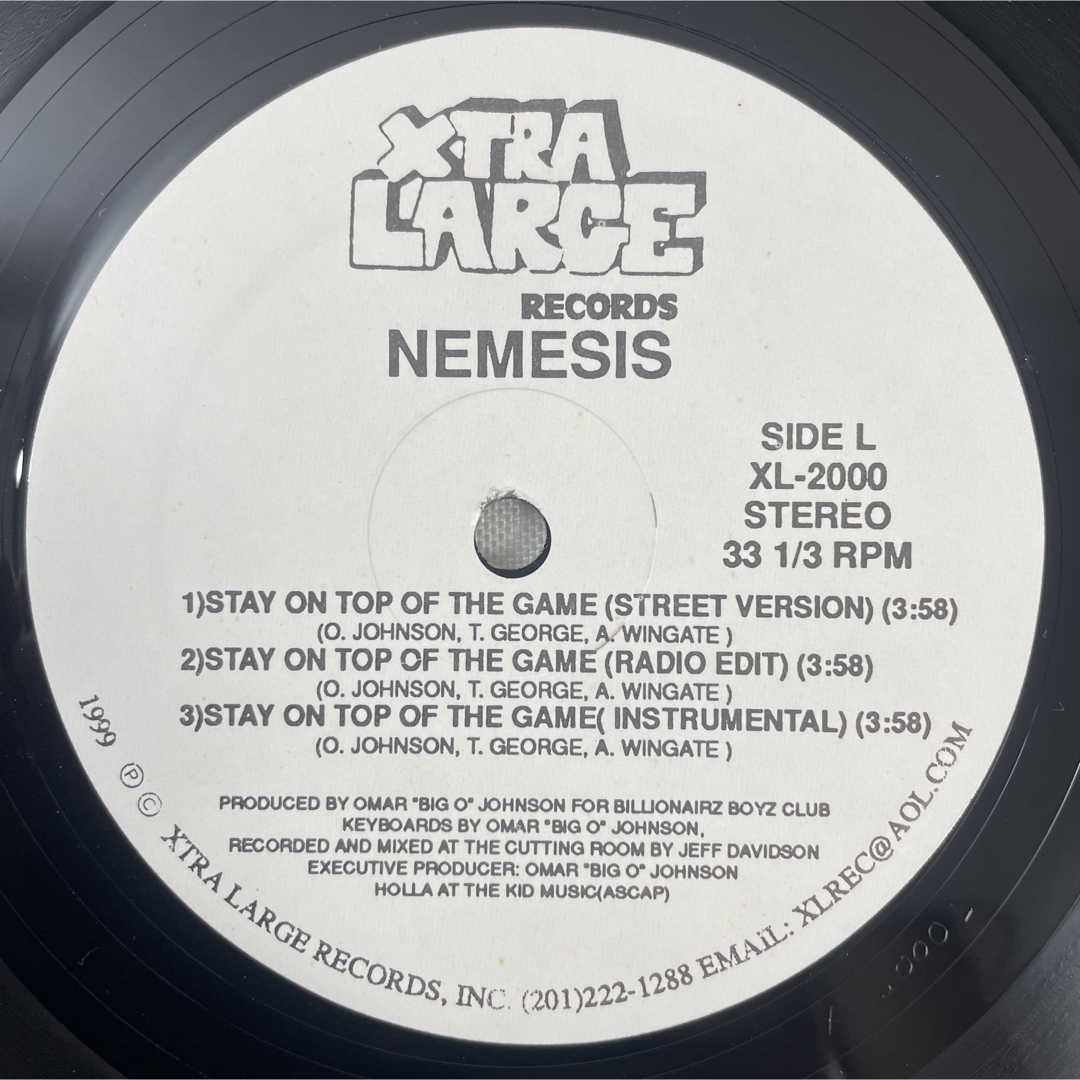 XTRA
LARGE
RECORDS
NEMESIS
SIDE L
XL-2000
STEREO
33 1/3 RPM
1)STAY ON TOP OF THE GAME (STREET VERSION) (3:58)
(O. JOHNSON, T. GEORGE, A. WINGATE )
2)STAY ON TOP OF THE GAME (RADIO EDIT) (3:58)
(O. JOHNSON, T. GEORGE, A. WINGATE )
3)STAY ON TOP OF THE GAME( INSTRUMENTAL) (3:58)
(O. JOHNSON, T. GEORGE, A. WINGATE )
PRODUCED BY OMAR "BIG O" JOHNSON FOR BILLIONAIRZ BOYZ CLUB
KEYBOARDS BY OMAR "BIG O" JOHNSON,
RECORDED AND MIXED AT THE CUTTING ROOM BY JEFF DAVIDSON
EXECUTIVE PRODUCER: OMAR "BIG O" JOHNSON
HOLLA AT THE KID MUSIC(ASCAP)
1999 Ⓟ © XTRA LARGE RECORDS, INC. (201)222-1288 EMAiL: XLREC@AOL.COM